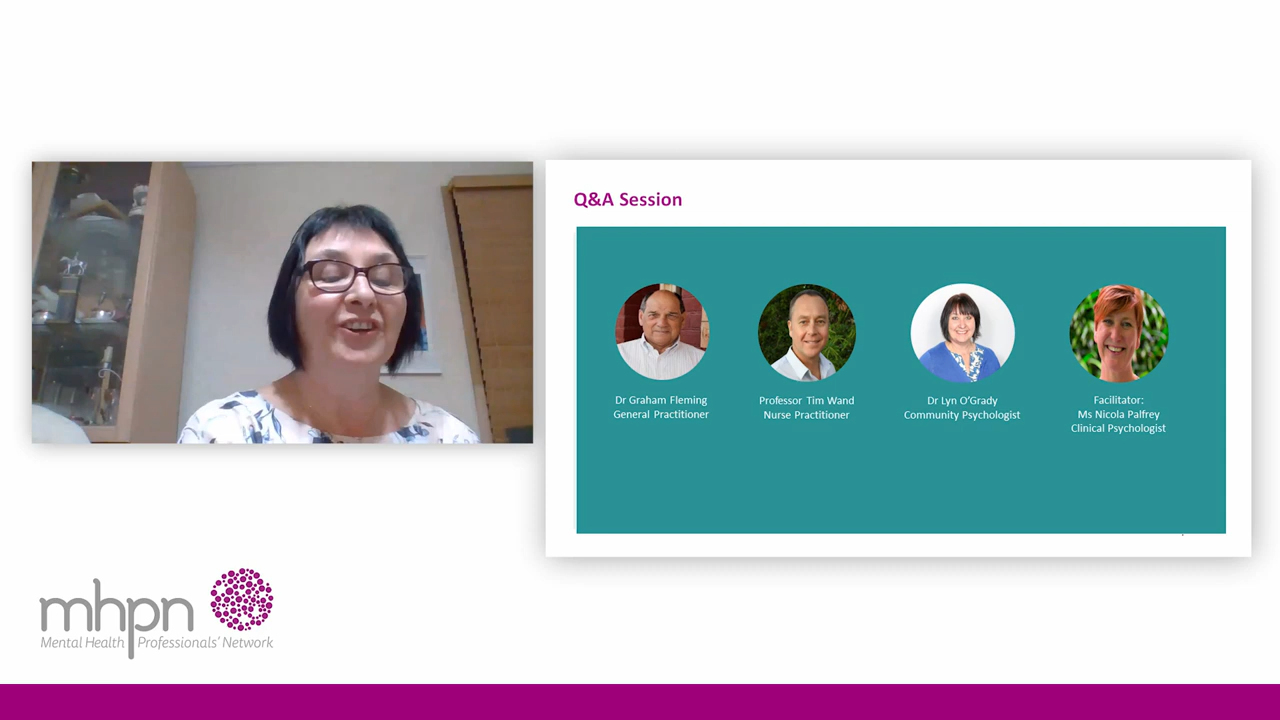 Q&A Session
Dr Graham Fleming
General Practitioner
Professor Tim Wand
Nurse Practitioner
Dr Lyn O'Grady
Community Psychologist
Facilitator:
Ms Nicola Palfrey
Clinical Psychologist
mhpn
Mental Health Professionals' Network